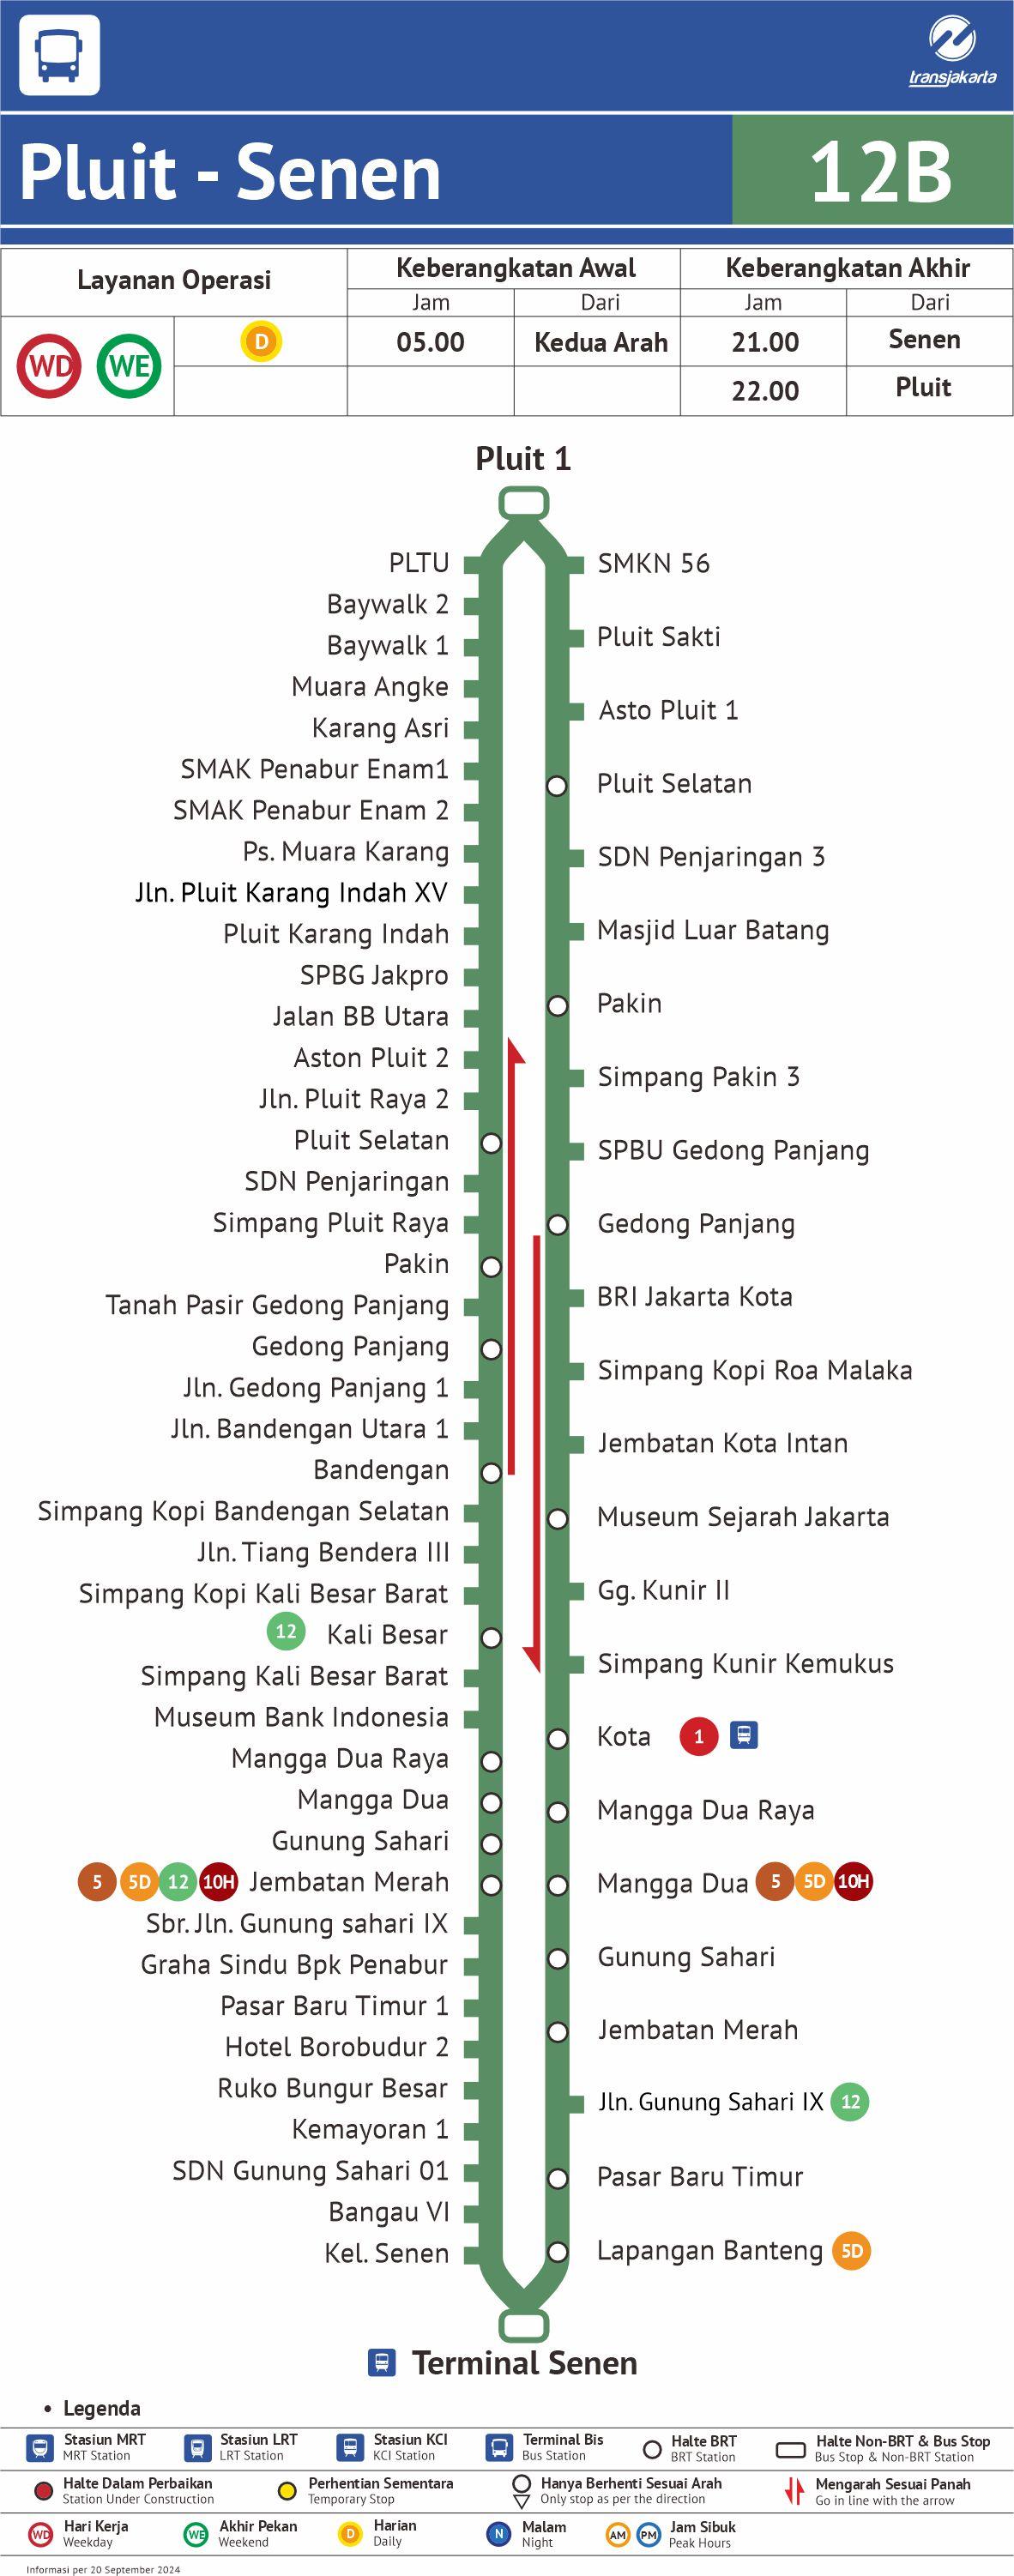 transjakarta
Pluit - Senen
12B
Layanan Operasi
Keberangkatan Awal
Keberangkatan Akhir
Jam
Dari
Jam
Dari
WD
WE
D
05.00
Kedua Arah
21.00
Senen
22.00
Pluit
Pluit 1
PLTU
Baywalk 2
Baywalk 1
Muara Angke
Karang Asri
SMAK Penabur Enam1
SMAK Penabur Enam 2
Ps. Muara Karang
Jln. Pluit Karang Indah XV
Pluit Karang Indah
SPBG Jakpro
Jalan BB Utara
Aston Pluit 2
Jln. Pluit Raya 2
Pluit Selatan
SDN Penjaringan
Simpang Pluit Raya
Pakin
Tanah Pasir Gedong Panjang
Gedong Panjang
Jln. Gedong Panjang 1
Jln. Bandengan Utara 1
Bandengan
Simpang Kopi Bandengan Selatan
Jln. Tiang Bendera III
Simpang Kopi Kali Besar Barat
12 Kali Besar
Simpang Kali Besar Barat
Museum Bank Indonesia
Mangga Dua Raya
Mangga Dua
Gunung Sahari
5 5D 12 10H Jembatan Merah
Sbr. Jln. Gunung sahari IX
Graha Sindu Bpk Penabur
Pasar Baru Timur 1
Hotel Borobudur 2
Ruko Bungur Besar
Kemayoran 1
SDN Gunung Sahari 01
Bangau VI
Kel. Senen
SMKN 56
Pluit Sakti
Asto Pluit 1
Pluit Selatan
SDN Penjaringan 3
Masjid Luar Batang
Pakin
Simpang Pakin 3
SPBU Gedong Panjang
Gedong Panjang
BRI Jakarta Kota
Simpang Kopi Roa Malaka
Jembatan Kota Intan
Museum Sejarah Jakarta
Gg. Kunir II
Simpang Kunir Kemukus
Kota 1
Mangga Dua Raya
Mangga Dua 5 5D 10H
Gunung Sahari
Jembatan Merah
Jln. Gunung Sahari IX 12
Pasar Baru Timur
Lapangan Banteng 5D
Terminal Senen
• Legenda
Stasiun MRT
MRT Station
Stasiun LRT
LRT Station
Stasiun KCI
KCI Station
Terminal Bis
Bus Station
Halte BRT
BRT Station
Halte Non-BRT & Bus Stop
Bus Stop & Non-BRT Station
Halte Dalam Perbaikan
Station Under Construction
Perhentian Sementara
Temporary Stop
Hanya Berhenti Sesuai Arah
Only stop as per the direction
Mengarah Sesuai Panah
Go in line with the arrow
WD
Hari Kerja
Weekday
WE
Akhir Pekan
Weekend
D
Harian
Daily
N
Malam
Night
AM PM
Jam Sibuk
Peak Hours
Informasi per 20 September 2024